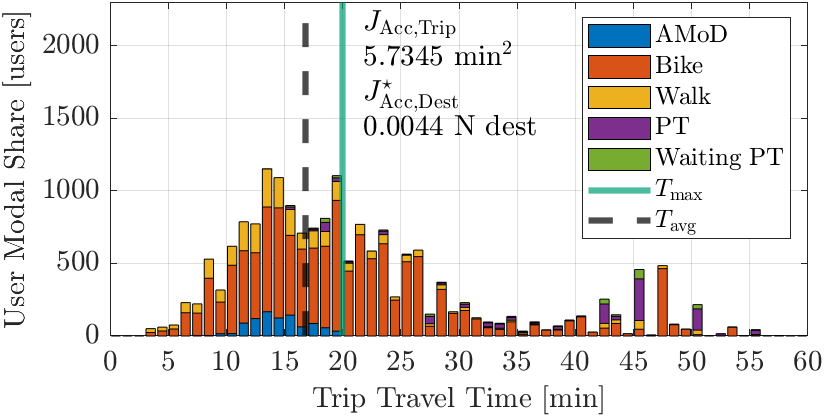 J_Acc,Trip
5.7345 min²
J*_Acc,Dest
0.0044 N dest
AMoD
Bike
Walk
PT
Waiting PT
T_max
T_avg
User Modal Share [users]
2000
1500
1000
500
0
0 5 10 15 20 25 30 35 40 45 50 55 60
Trip Travel Time [min]